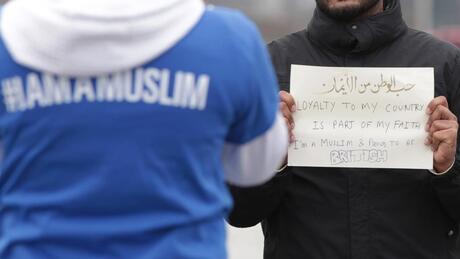 #IAMAMUSLIM
حب الوطن من الإيمان
LOYALTY TO MY COUNTRY
IS PART OF MY FAITH
I'm A MUSLIM & PROUD TO BE
BRITISH